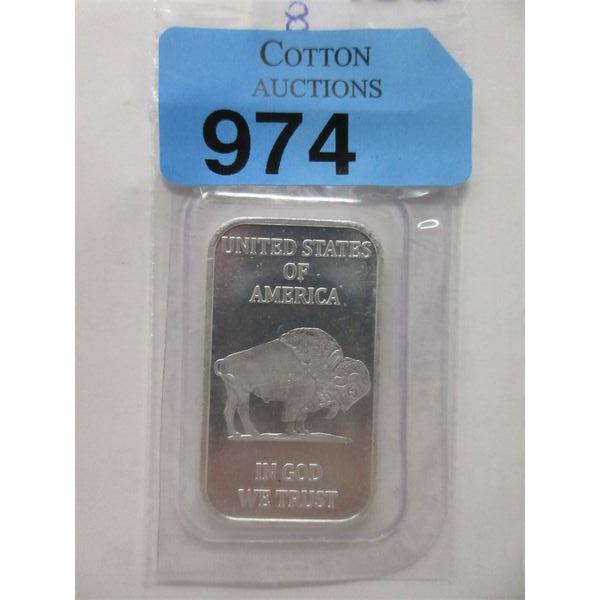 8
COTTON
AUCTIONS
974
UNITED STATES
OF
AMERICA
IN GOD
WE TRUST